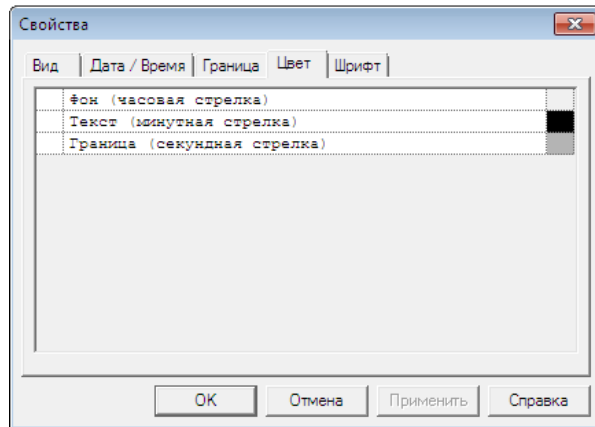 Свойства
Вид Дата / Время Граница Цвет Шрифт
Фон (часовая стрелка)
Текст (минутная стрелка)
Граница (секундная стрелка)
OK Отмена Применить Справка